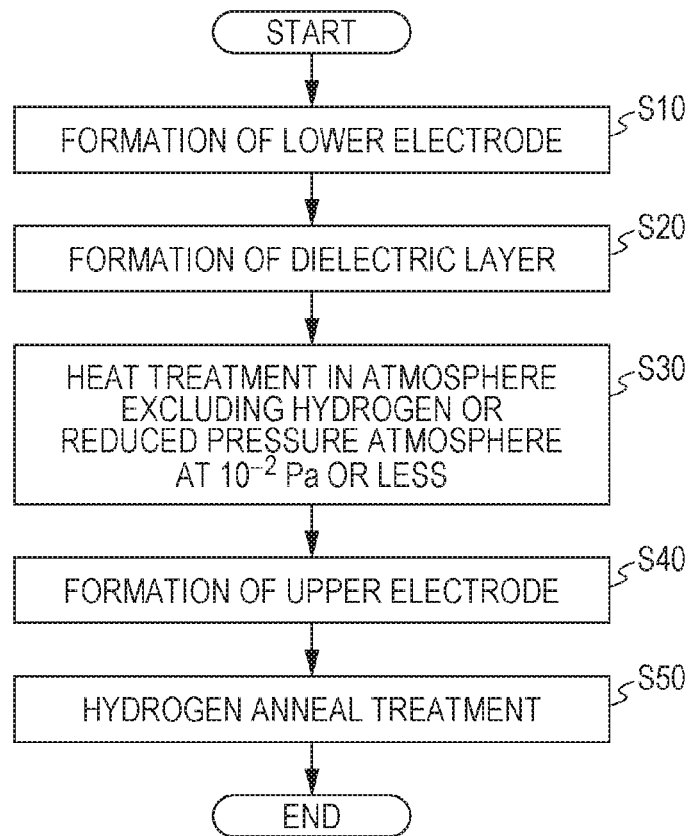 START
S10
FORMATION OF LOWER ELECTRODE
S20
FORMATION OF DIELECTRIC LAYER
S30
HEAT TREATMENT IN ATMOSPHERE
EXCLUDING HYDROGEN OR
REDUCED PRESSURE ATMOSPHERE
AT 10⁻² Pa OR LESS
S40
FORMATION OF UPPER ELECTRODE
S50
HYDROGEN ANNEAL TREATMENT
END